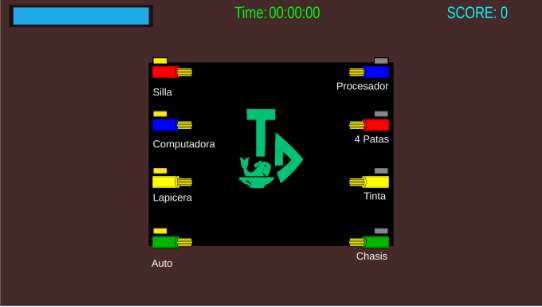 Time: 00:00:00
SCORE: 0
Silla
Procesador
Computadora
4 Patas
Lapicera
Tinta
Auto
Chasis